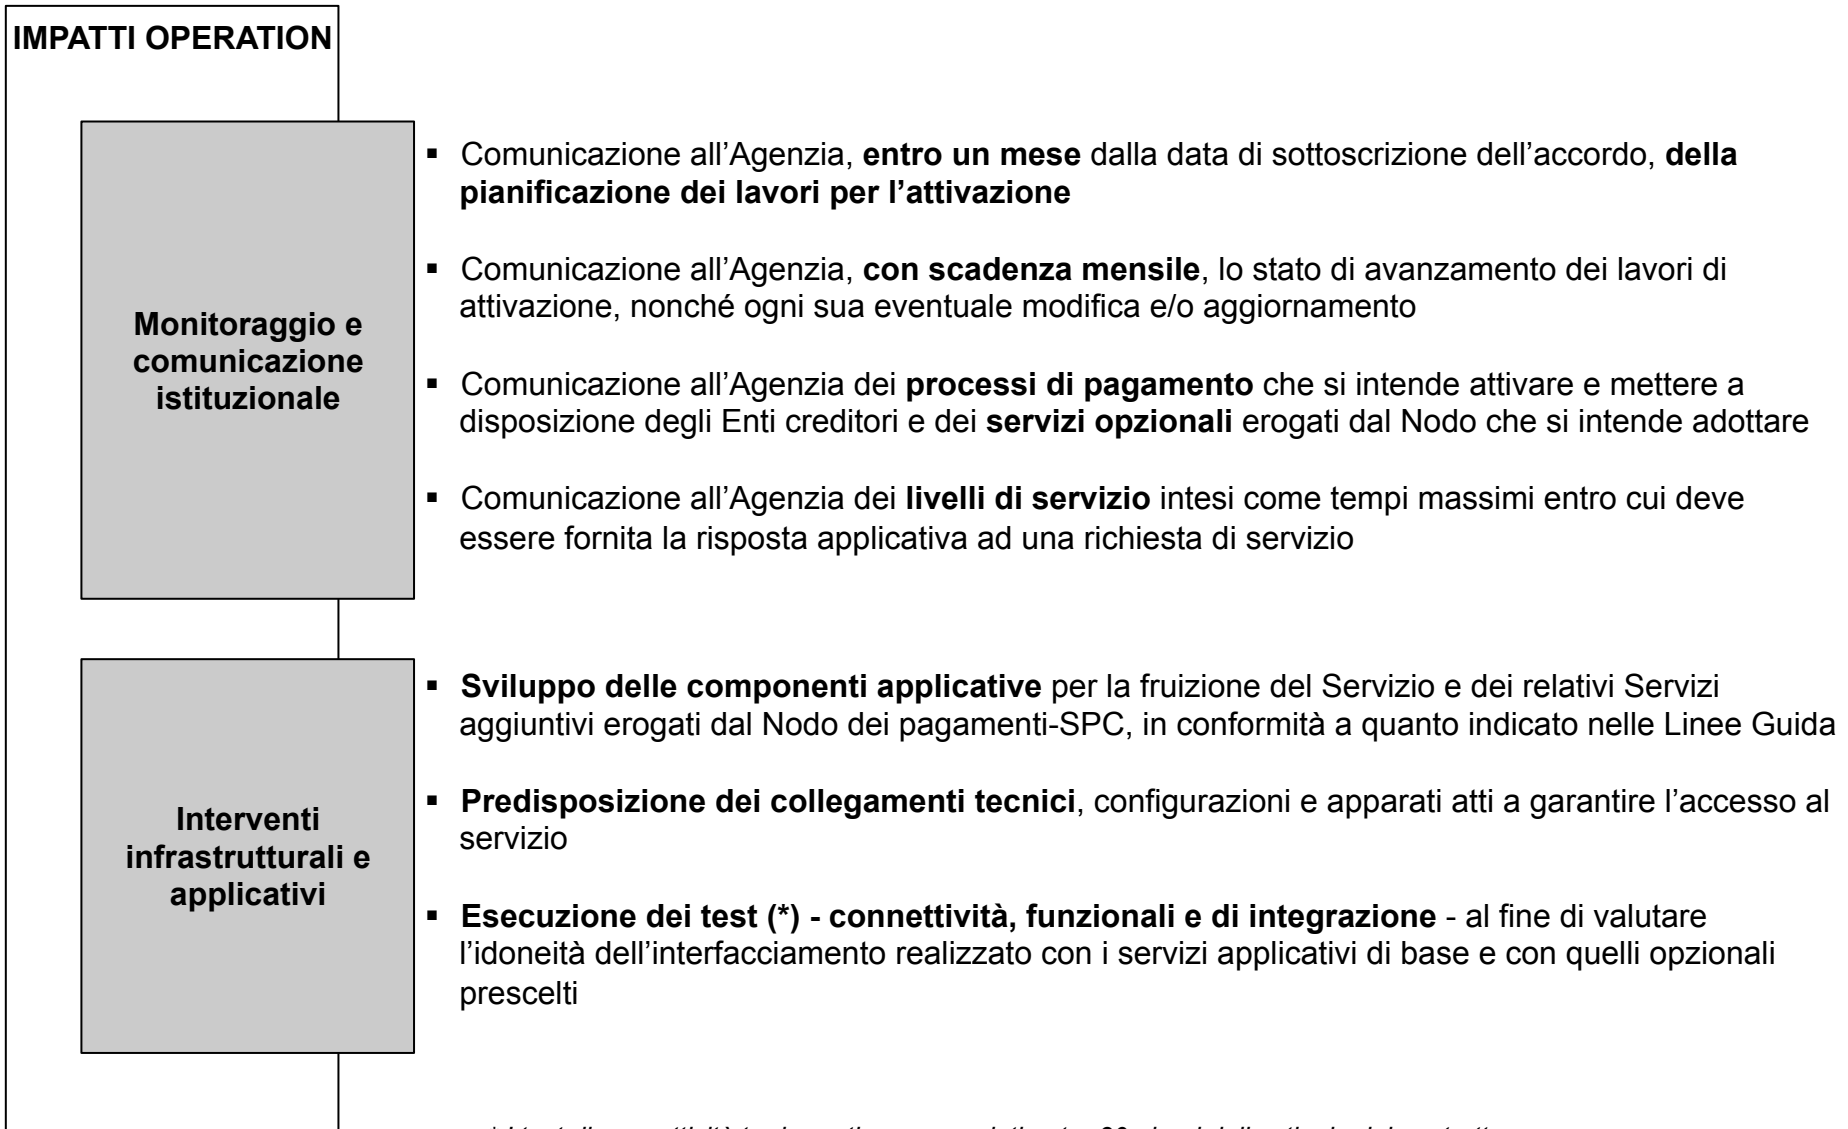 IMPATTI OPERATION
Monitoraggio e
comunicazione
istituzionale
▪ Comunicazione all’Agenzia, entro un mese dalla data di sottoscrizione dell’accordo, della
pianificazione dei lavori per l’attivazione
▪ Comunicazione all’Agenzia, con scadenza mensile, lo stato di avanzamento dei lavori di
attivazione, nonché ogni sua eventuale modifica e/o aggiornamento
▪ Comunicazione all’Agenzia dei processi di pagamento che si intende attivare e mettere a
disposizione degli Enti creditori e dei servizi opzionali erogati dal Nodo che si intende adottare
▪ Comunicazione all’Agenzia dei livelli di servizio intesi come tempi massimi entro cui deve
essere fornita la risposta applicativa ad una richiesta di servizio
Interventi
infrastrutturali e
applicativi
▪ Sviluppo delle componenti applicative per la fruizione del Servizio e dei relativi Servizi
aggiuntivi erogati dal Nodo dei pagamenti-SPC, in conformità a quanto indicato nelle Linee Guida
▪ Predisposizione dei collegamenti tecnici, configurazioni e apparati atti a garantire l’accesso al
servizio
▪ Esecuzione dei test (*) - connettività, funzionali e di integrazione - al fine di valutare
l’idoneità dell’interfacciamento realizzato con i servizi applicativi di base e con quelli opzionali
prescelti